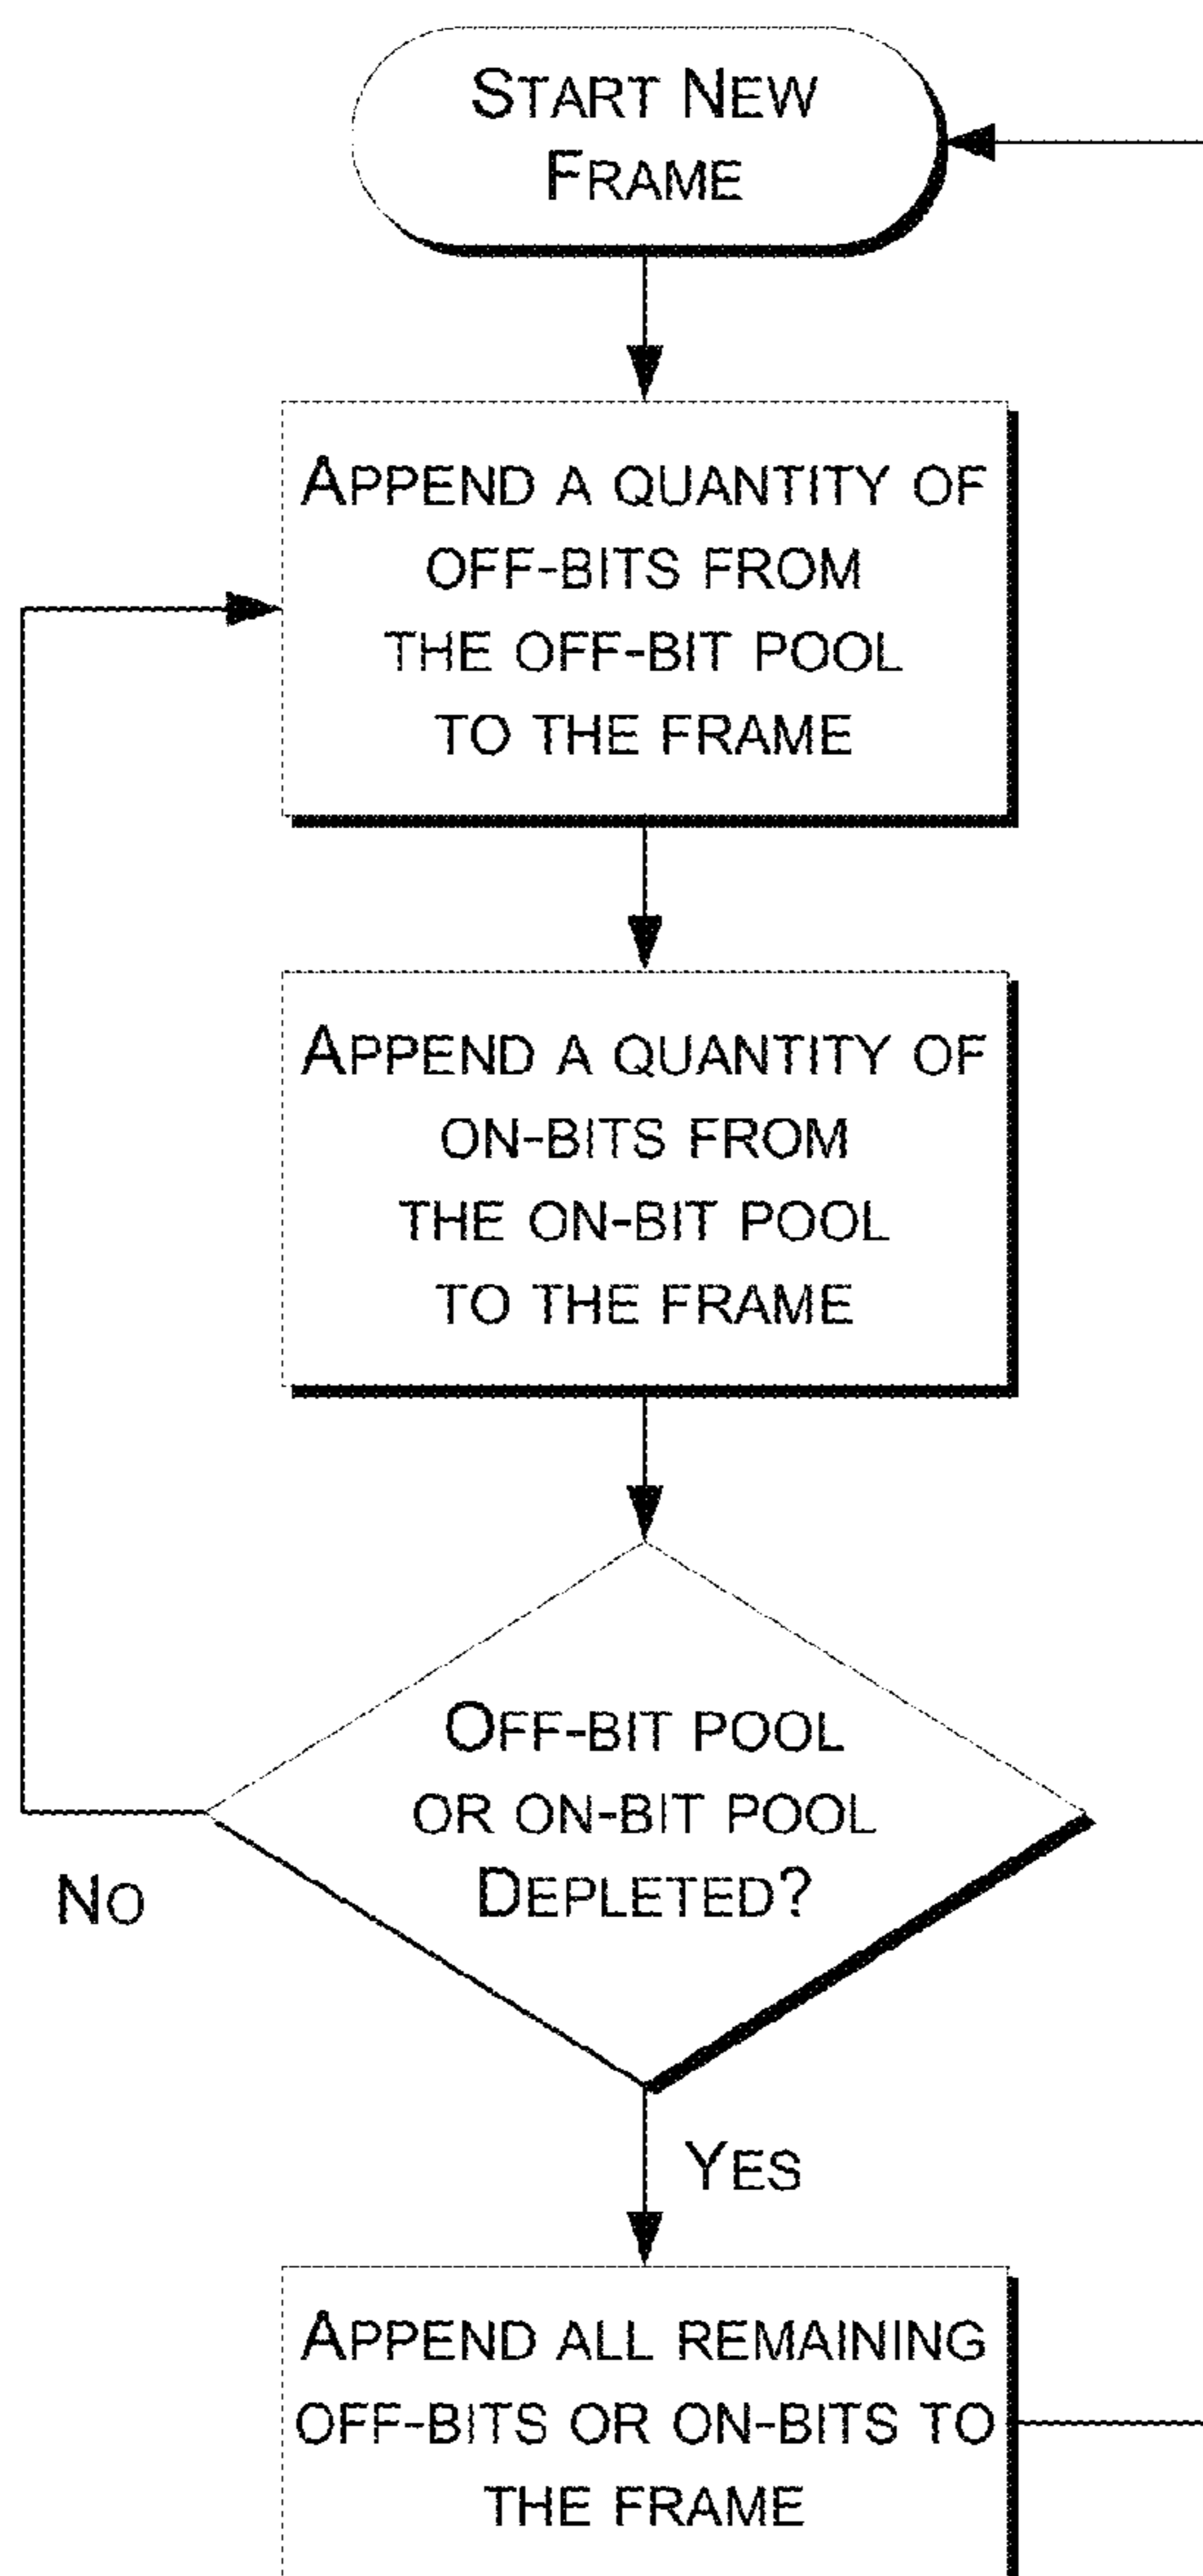 START NEW
FRAME
APPEND A QUANTITY OF
OFF-BITS FROM
THE OFF-BIT POOL
TO THE FRAME
APPEND A QUANTITY OF
ON-BITS FROM
THE ON-BIT POOL
TO THE FRAME
OFF-BIT POOL
OR ON-BIT POOL
DEPLETED?
NO
YES
APPEND ALL REMAINING
OFF-BITS OR ON-BITS TO
THE FRAME